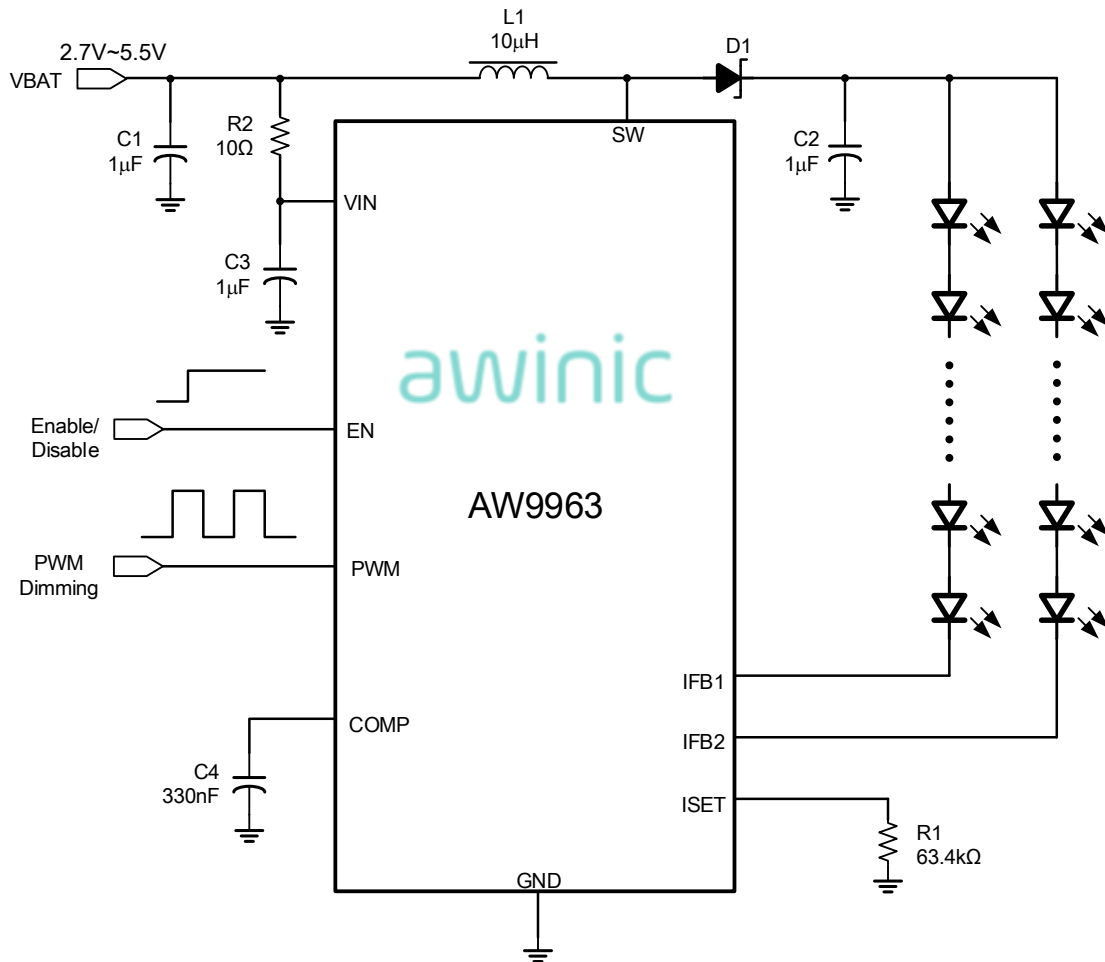 L1
10μH
2.7V~5.5V
VBAT
D1
C1
1μF
R2
10Ω
SW
C2
1μF
VIN
C3
1μF
awinic
Enable/
Disable
EN
AW9963
PWM
Dimming
PWM
IFB1
COMP
IFB2
C4
330nF
ISET
R1
63.4kΩ
GND